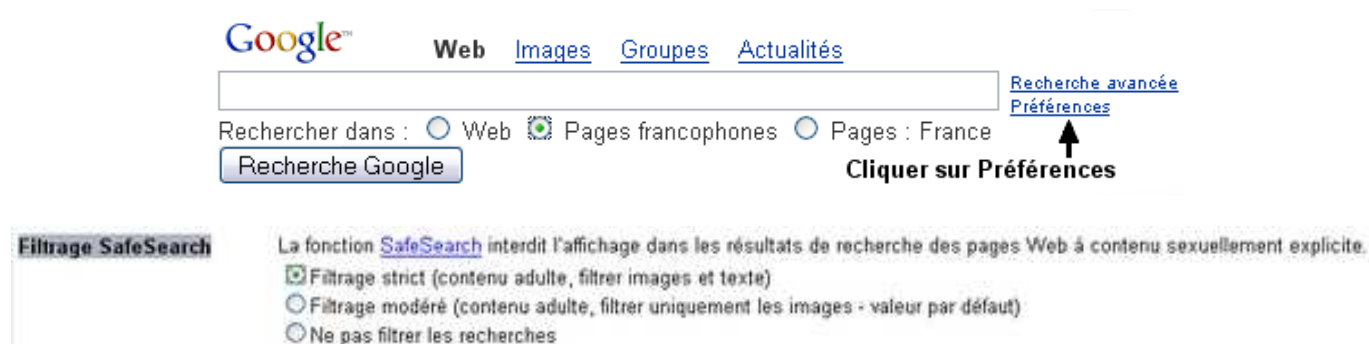 Google™ Web Images Groupes Actualités
Recherche avancée
Préférences
Rechercher dans : Web Pages francophones Pages : France
Recherche Google Cliquer sur Préférences
Filtrage SafeSearch La fonction SafeSearch interdit l'affichage dans les résultats de recherche des pages Web á contenu sexuellement explicite.
Filtrage strict (contenu adulte, filtrer images et texte)
Filtrage modéré (contenu adulte, filtrer uniquement les images - valeur par défaut)
Ne pas filtrer les recherches